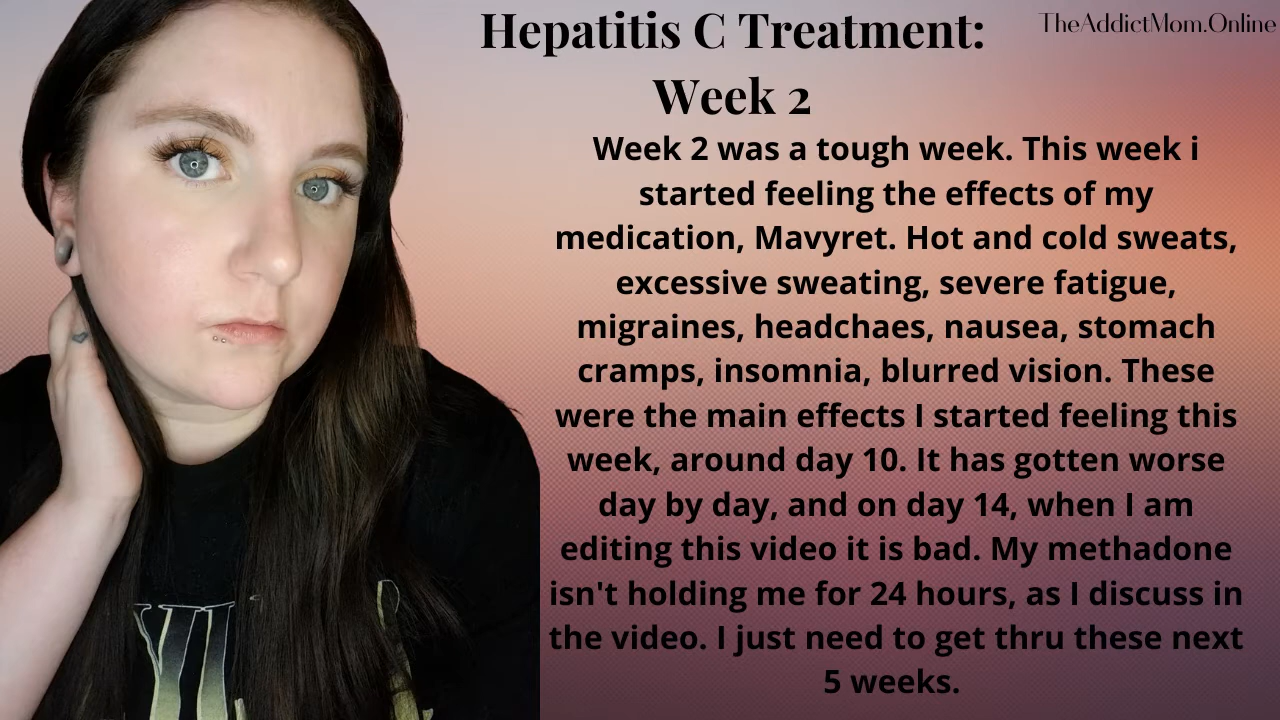 Hepatitis C Treatment:
TheAddictMom.Online
Week 2
Week 2 was a tough week. This week i
started feeling the effects of my
medication, Mavyret. Hot and cold sweats,
excessive sweating, severe fatigue,
migraines, headchaes, nausea, stomach
cramps, insomnia, blurred vision. These
were the main effects I started feeling this
week, around day 10. It has gotten worse
day by day, and on day 14, when I am
editing this video it is bad. My methadone
isn't holding me for 24 hours, as I discuss in
the video. I just need to get thru these next
5 weeks.